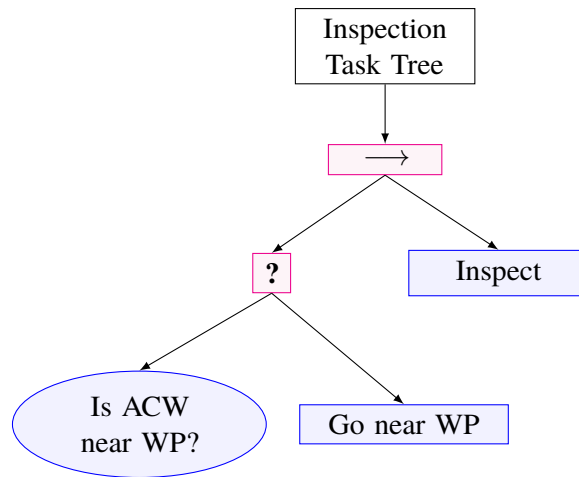 Inspection
Task Tree
⟶
?
Inspect
Is ACW
near WP?
Go near WP